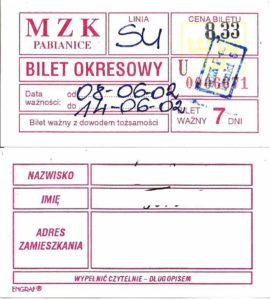 MZK
PABIANICE
LINIA
SU
CENA BILETU
8,33
BILET OKRESOWY
U
Data ważności:
od 08-06-02
do 14-06-02
BILET WAŻNY 7 DNI
Bilet ważny z dowodem tożsamości
NAZWISKO
IMIĘ
ADRES
ZAMIESZKANIA
WYPEŁNIĆ CZYTELNIE - DŁUGOPISEM
ENGRAF®